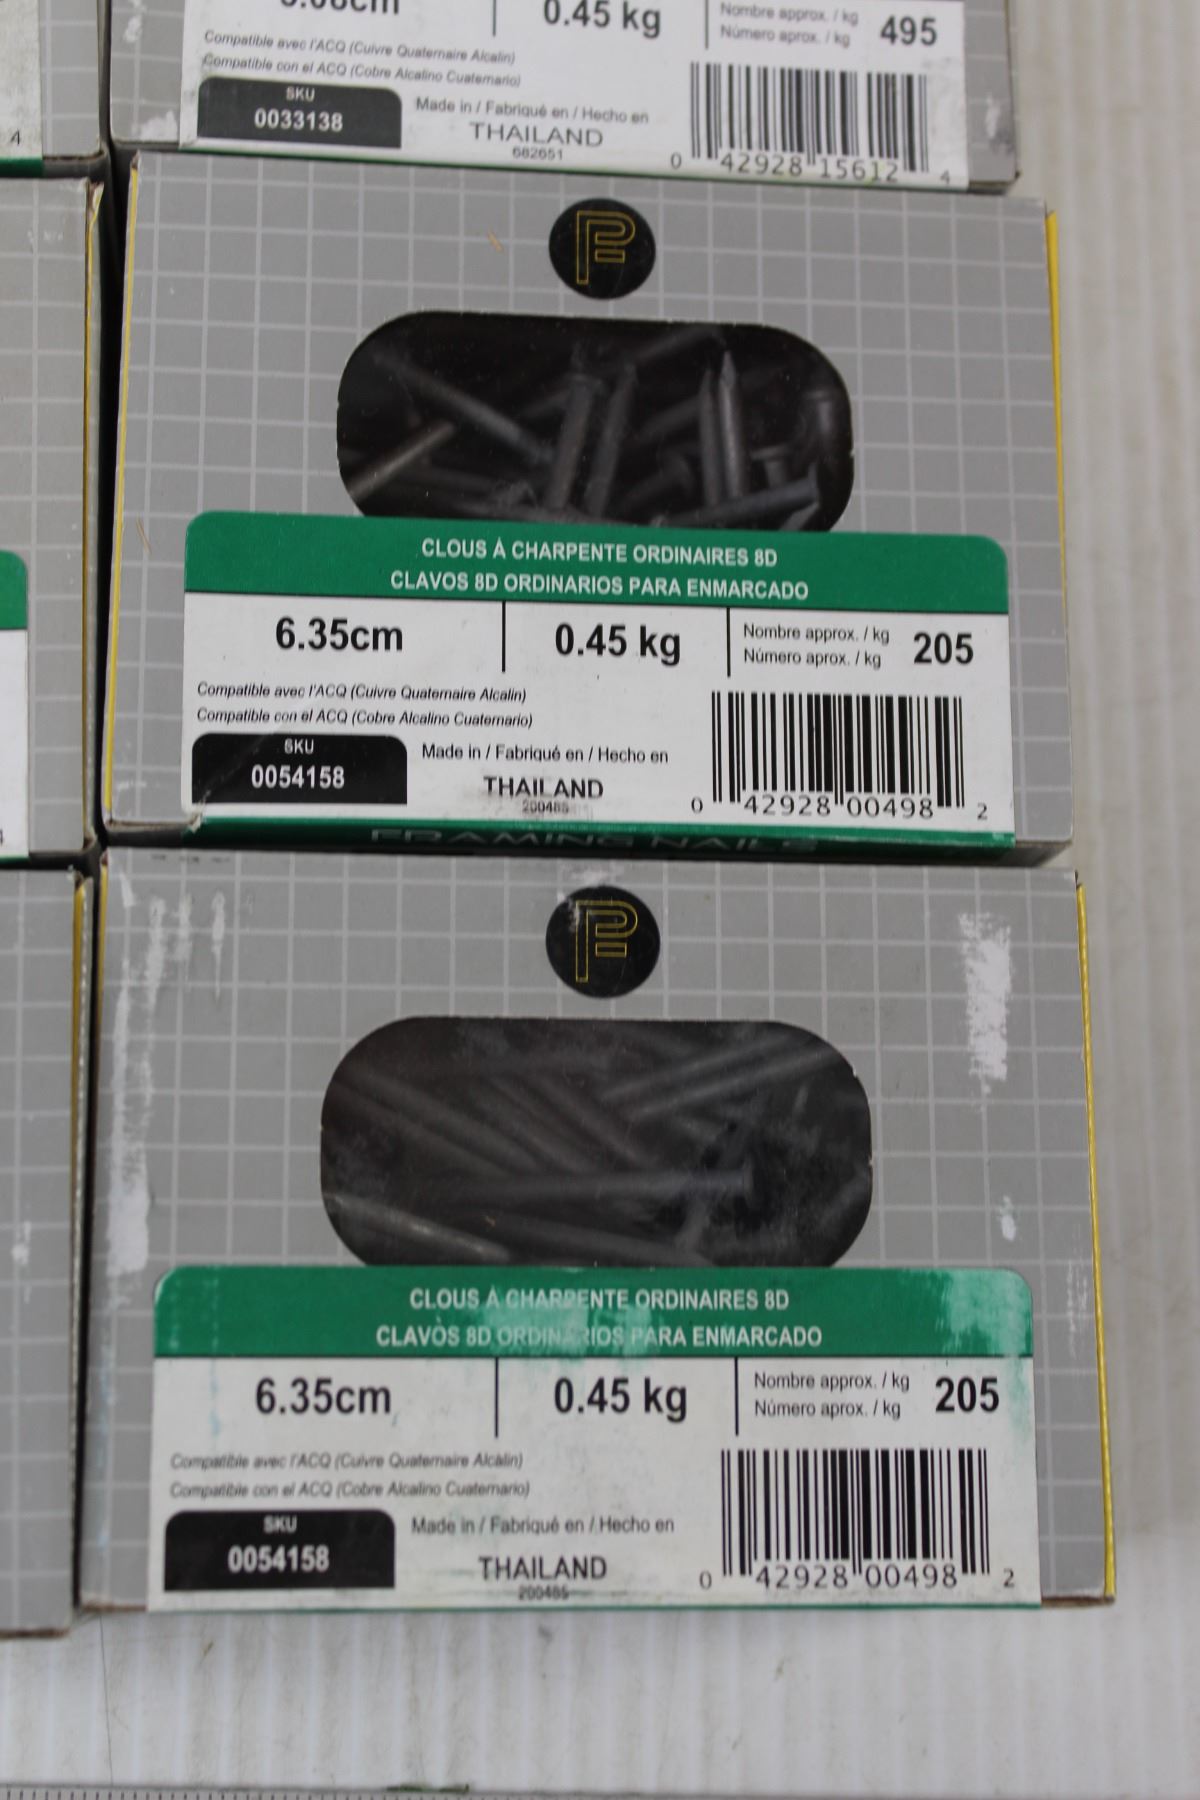 0.45 kg
Nombre approx. / kg
Número aprox. / kg
495
Compatible avec l'ACQ (Cuivre Quaternaire Alcalin)
Compatible con el ACQ (Cobre Alcalino Cuaternario)
SKU
0033138
Made in / Fabriqué en / Hecho en
THAILAND
682651
0 42928 15612 4
4
CLOUS À CHARPENTE ORDINAIRES 8D
CLAVOS 8D ORDINARIOS PARA ENMARCADO
6.35cm
0.45 kg
Nombre approx. / kg
Número aprox. / kg
205
Compatible avec l'ACQ (Cuivre Quaternaire Alcalin)
Compatible con el ACQ (Cobre Alcalino Cuaternario)
SKU
0054158
Made in / Fabriqué en / Hecho en
THAILAND
200485
0 42928 00498 2
4
FRAMING NAILS
CLOUS À CHARPENTE ORDINAIRES 8D
CLAVOS 8D ORDINARIOS PARA ENMARCADO
6.35cm
0.45 kg
Nombre approx. / kg
Número aprox. / kg
205
Compatible avec l'ACQ (Cuivre Quaternaire Alcalin)
Compatible con el ACQ (Cobre Alcalino Cuaternario)
SKU
0054158
Made in / Fabriqué en / Hecho en
THAILAND
200485
0 42928 00498 2